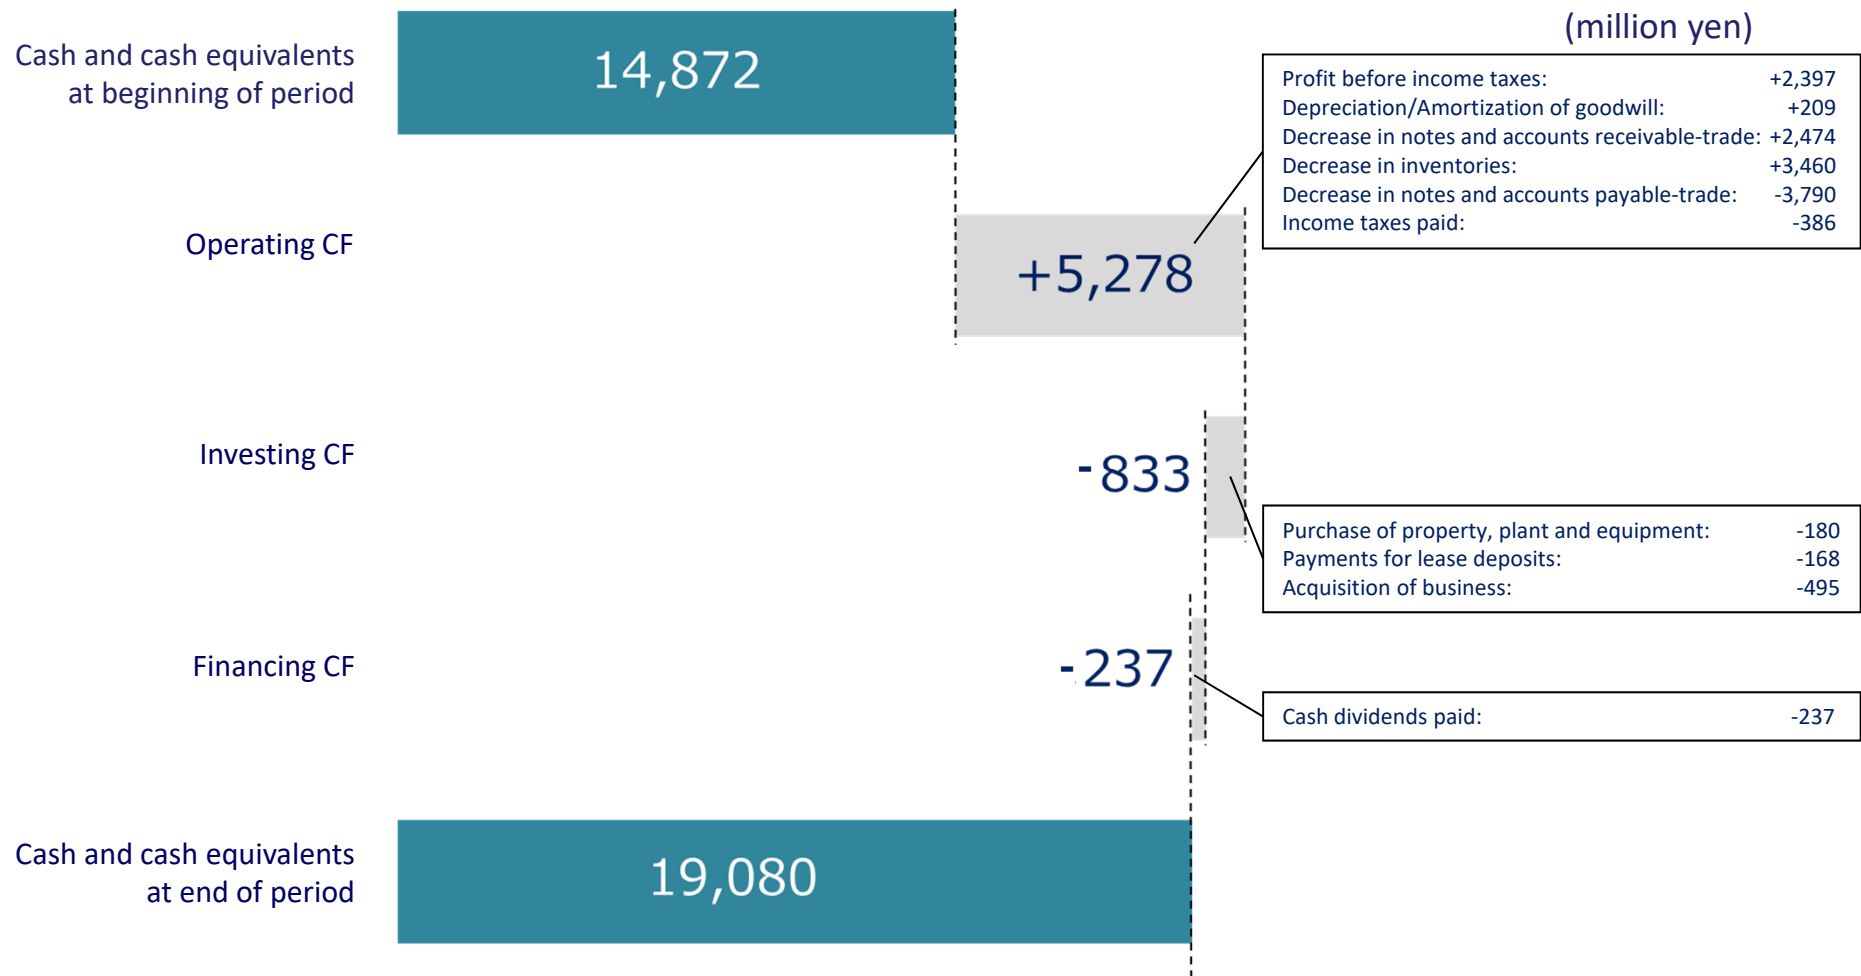 (million yen)
Cash and cash equivalents
at beginning of period
14,872
Profit before income taxes: +2,397
Depreciation/Amortization of goodwill: +209
Decrease in notes and accounts receivable-trade: +2,474
Decrease in inventories: +3,460
Decrease in notes and accounts payable-trade: -3,790
Income taxes paid: -386
Operating CF
+5,278
Investing CF
-833
Purchase of property, plant and equipment: -180
Payments for lease deposits: -168
Acquisition of business: -495
Financing CF
-237
Cash dividends paid: -237
Cash and cash equivalents
at end of period
19,080